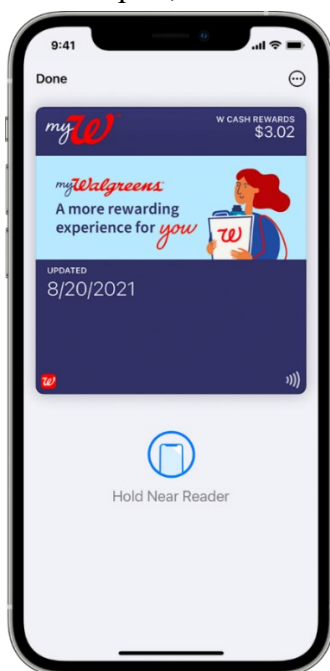 9:41
Done
myW
W CASH REWARDS
$3.02
myWalgreens
A more rewarding
experience for you
W
UPDATED
8/20/2021
W
Hold Near Reader